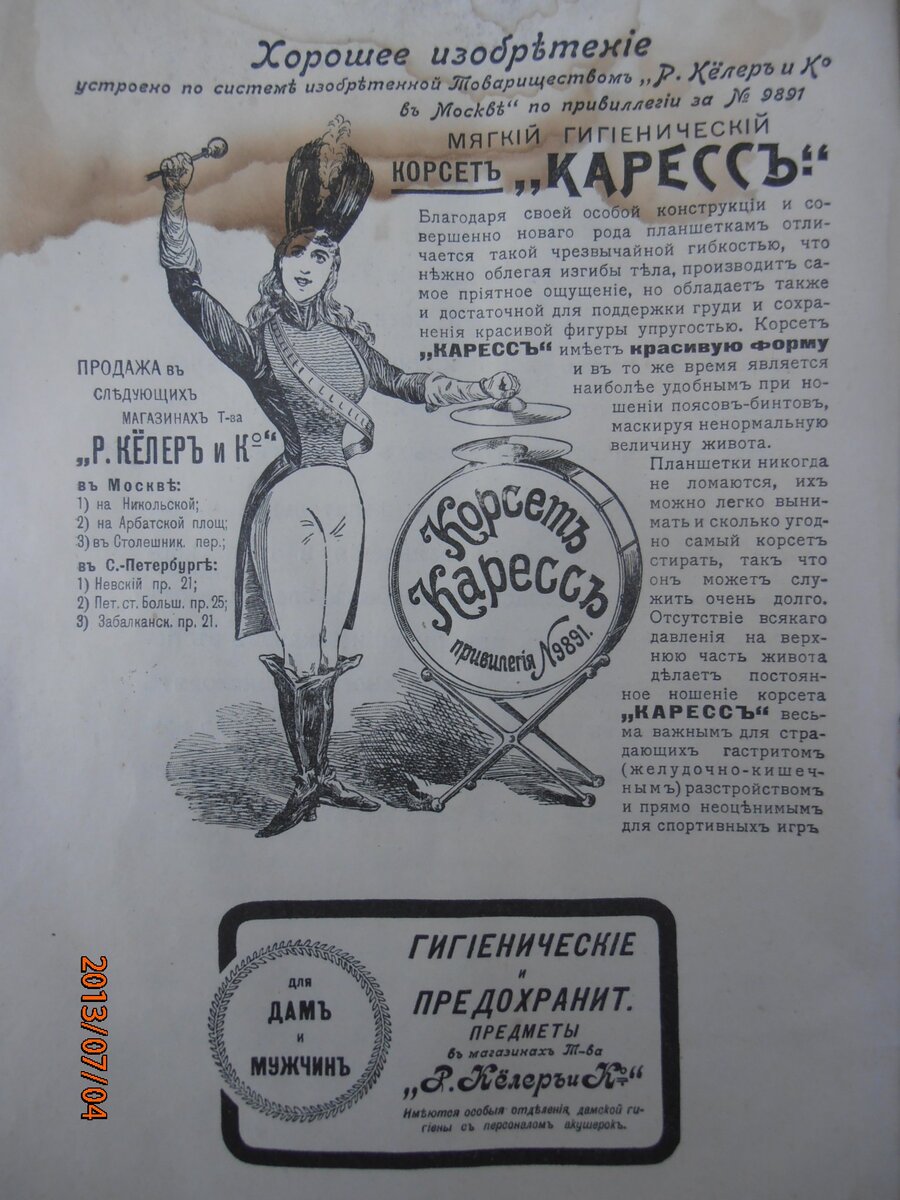 Хорошее изобрѣтенiе
устроено по системѣ изобрѣтенной Товариществомъ „Р. Кёлеръ и Ко
въ Москвѣ“ по привиллегiи за № 9891
МЯГКIЙ ГИГIЕНИЧЕСКIЙ
КОРСЕТЪ „КАРЕССЪ“:
Благодаря своей особой конструкцiи и со-
вершенно новаго рода планшеткамъ отли-
чается такой чрезвычайной гибкостью, что
нѣжно облегая изгибы тѣла, производитъ са-
мое прiятное ощущенiе, но обладаетъ также
и достаточной для поддержки груди и сохра-
ненiя красивой фигуры упругостью. Корсетъ
„КАРЕССЪ“ имѣетъ красивую форму
и въ то же время является
наиболѣе удобнымъ при но-
шенiи поясовъ-бинтовъ,
маскируя ненормальную
величину живота.
Планшетки никогда
не ломаются, ихъ
можно легко выни-
мать и сколько угод-
но самый корсетъ
стирать, такъ что
онъ можетъ слу-
жить очень долго.
Отсутствiе всякаго
давленiя на верх-
нюю часть живота
дѣлаетъ постоян-
ное ношенiе корсета
„КАРЕССЪ“ весь-
ма важнымъ для стра-
дающихъ гастритомъ
(желудочно-кишеч-
нымъ) разстройствомъ
и прямо неоцѣнимымъ
для спортивныхъ игръ
ПРОДАЖА въ
СЛѢДУЮЩИХЪ
МАГАЗИНАХЪ Т-ва
„Р. КЁЛЕРЪ и Ко“
въ Москвѣ:
1) на Никольской;
2) на Арбатской площ;
3) въ Столешник. пер.;
въ С.-Петербургѣ:
1) Невскiй пр. 21;
2) Пет. ст. Больш. пр. 25;
3) Забалканск. пр. 21.
Корсетъ
Карессъ
привилегiя №9891.
для
ДАМЪ
и
МУЖЧИНЪ
ГИГIЕНИЧЕСКIЕ
и
ПРЕДОХРАНИТ.
ПРЕДМЕТЫ
въ магазинахъ Т-ва
„Р. Кёлеръ и Ко“
Имѣются особыя отдѣленiя, дамской ги-
гiены съ персоналомъ акушерокъ.
2013/07/04